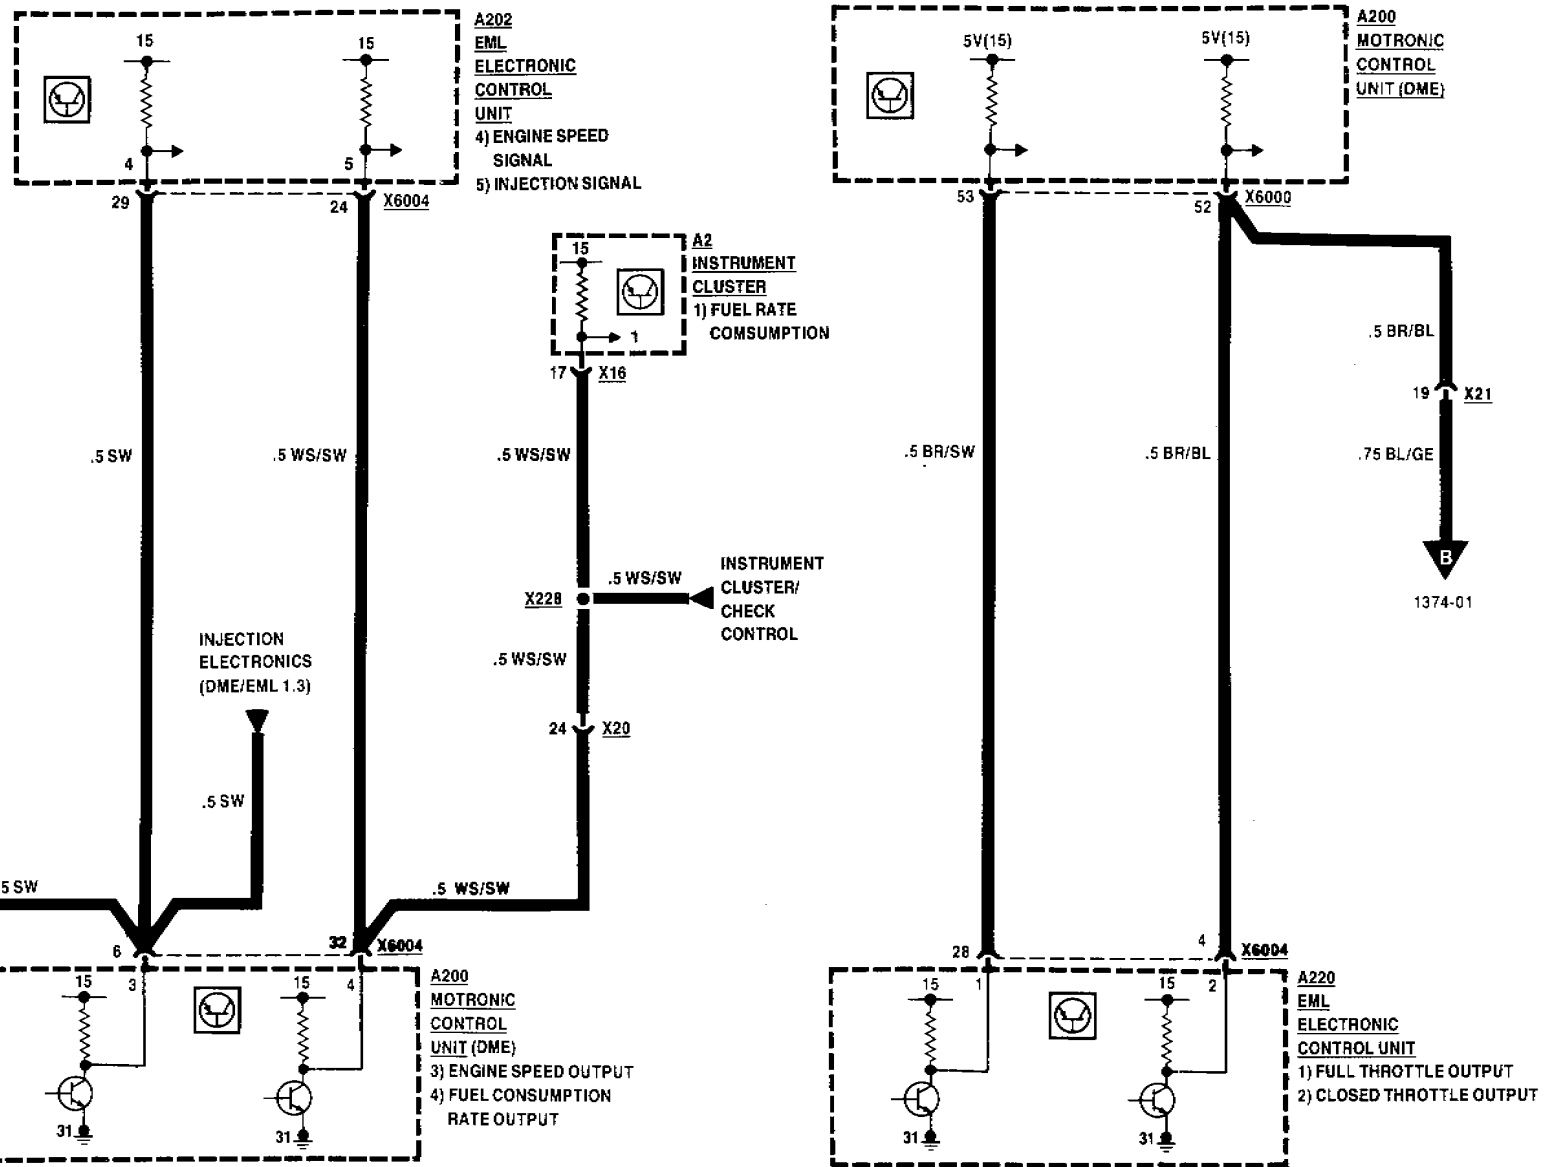 A202
EML
ELECTRONIC
CONTROL
UNIT
4) ENGINE SPEED
SIGNAL
5) INJECTION SIGNAL
15
15
4
5
29
24
X6004
A200
MOTRONIC
CONTROL
UNIT (DME)
5V(15)
5V(15)
53
52
X6000
A2
INSTRUMENT
CLUSTER
1) FUEL RATE
COMSUMPTION
15
1
17
X16
.5 BR/BL
19
X21
.5 SW
.5 WS/SW
.5 WS/SW
.5 BR/SW
.5 BR/BL
.75 BL/GE
B
1374-01
X228
.5 WS/SW
INSTRUMENT
CLUSTER/
CHECK
CONTROL
INJECTION
ELECTRONICS
(DME/EML 1.3)
.5 WS/SW
24
X20
.5 SW
5 SW
.5 WS/SW
6
32
X6004
28
4
X6004
15
3
15
4
31
31
A200
MOTRONIC
CONTROL
UNIT (DME)
3) ENGINE SPEED OUTPUT
4) FUEL CONSUMPTION
RATE OUTPUT
15
1
15
2
31
31
A220
EML
ELECTRONIC
CONTROL UNIT
1) FULL THROTTLE OUTPUT
2) CLOSED THROTTLE OUTPUT